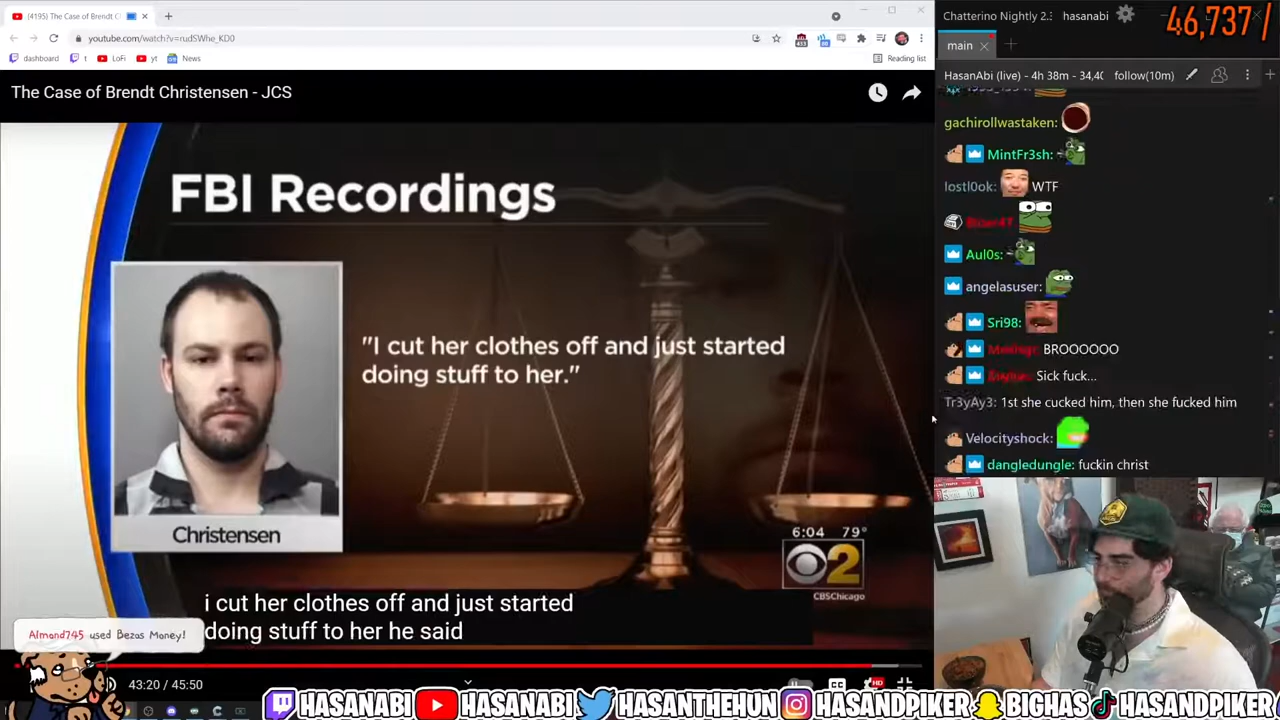 (4195) The Case of Brendt C
youtube.com/watch?v=rudSWhe_KD0
dashboard
t
LoFi
yt
News
Reading list
The Case of Brendt Christensen - JCS
FBI Recordings
"I cut her clothes off and just started
doing stuff to her."
Christensen
6:04 79°
2
CBSChicago
i cut her clothes off and just started
doing stuff to her he said
Almond745 used Bezos Money!
43:20 / 45:50
CC
HD
Chatterino Nightly 2.
hasanabi
46,737 /
main
HasanAbi (live) - 4h 38m - 34,4
follow(10m)
gachirollwastaken:
MintFr3sh:
lostl0ok: WTF
Aul0s:
angelasuser:
Sri98:
BROOOOOO
Sick fuck...
Tr3yAy3: 1st she cucked him, then she fucked him
Velocityshock:
dangledungle: fuckin christ
HASANABI
HASANABI
HASANTHEHUN
HASANDPIKER
BIGHAS
HASANDPIKER